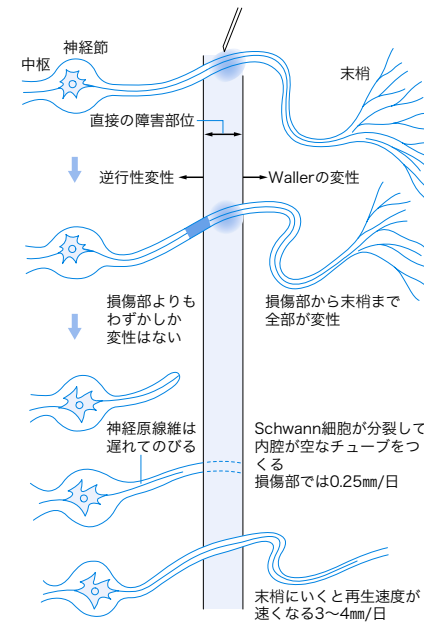 神経節
中枢
末梢
直接の障害部位
逆行性変性
Wallerの変性
損傷部よりも
わずかしか
変性はない
損傷部から末梢まで
全部が変性
神経原線維は
遅れてのびる
Schwann細胞が分裂して
内腔が空なチューブをつ
くる
損傷部では0.25㎜/日
末梢にいくと再生速度が
速くなる3〜4㎜/日